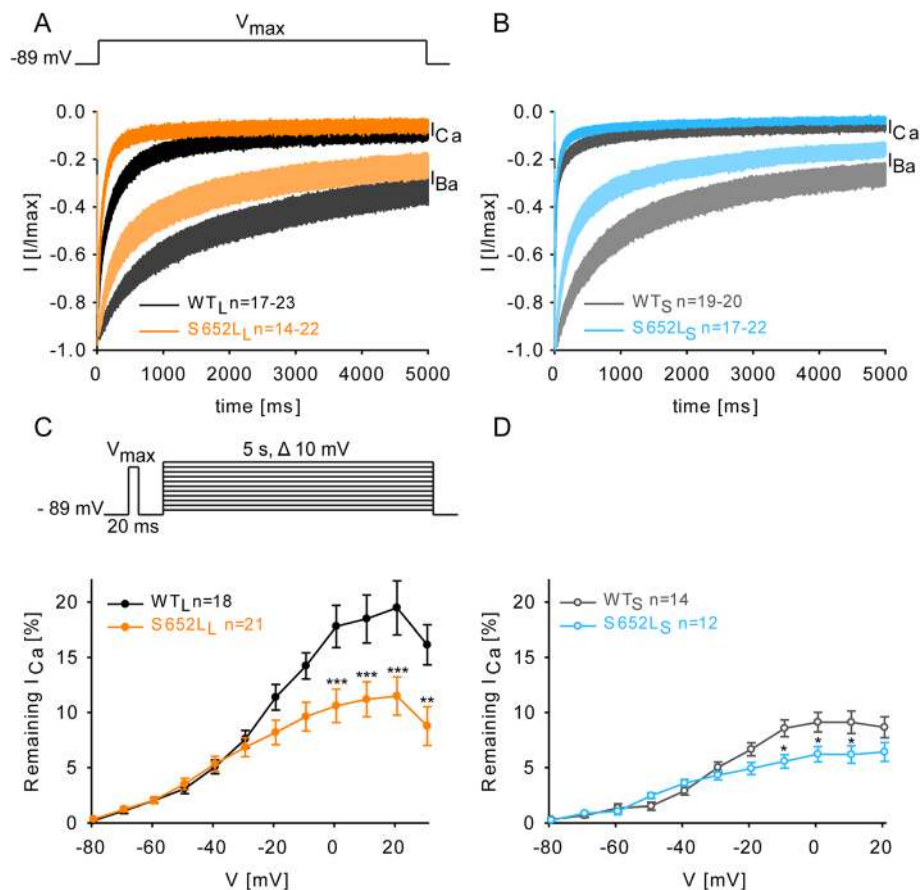 A
B
V max
-89 mV
0.0
-0.2
-0.4
-0.6
-0.8
-1.0
I [I/Imax]
I Ca
I Ba
WT L n=17-23
S652L L n=14-22
0 1000 2000 3000 4000 5000
time [ms]
0.0
-0.2
-0.4
-0.6
-0.8
-1.0
I [I/Imax]
I Ca
I Ba
WT S n=19-20
S652L S n=17-22
0 1000 2000 3000 4000 5000
time [ms]
C
D
V max
5 s, Δ 10 mV
- 89 mV
20 ms
20
15
10
5
0
Remaining I Ca [%]
WT L n=18
S652L L n=21
*** *** *** **
-80 -60 -40 -20 0 20
V [mV]
20
15
10
5
0
Remaining I Ca [%]
WT S n=14
S652L S n=12
* * *
-80 -60 -40 -20 0 20
V [mV]